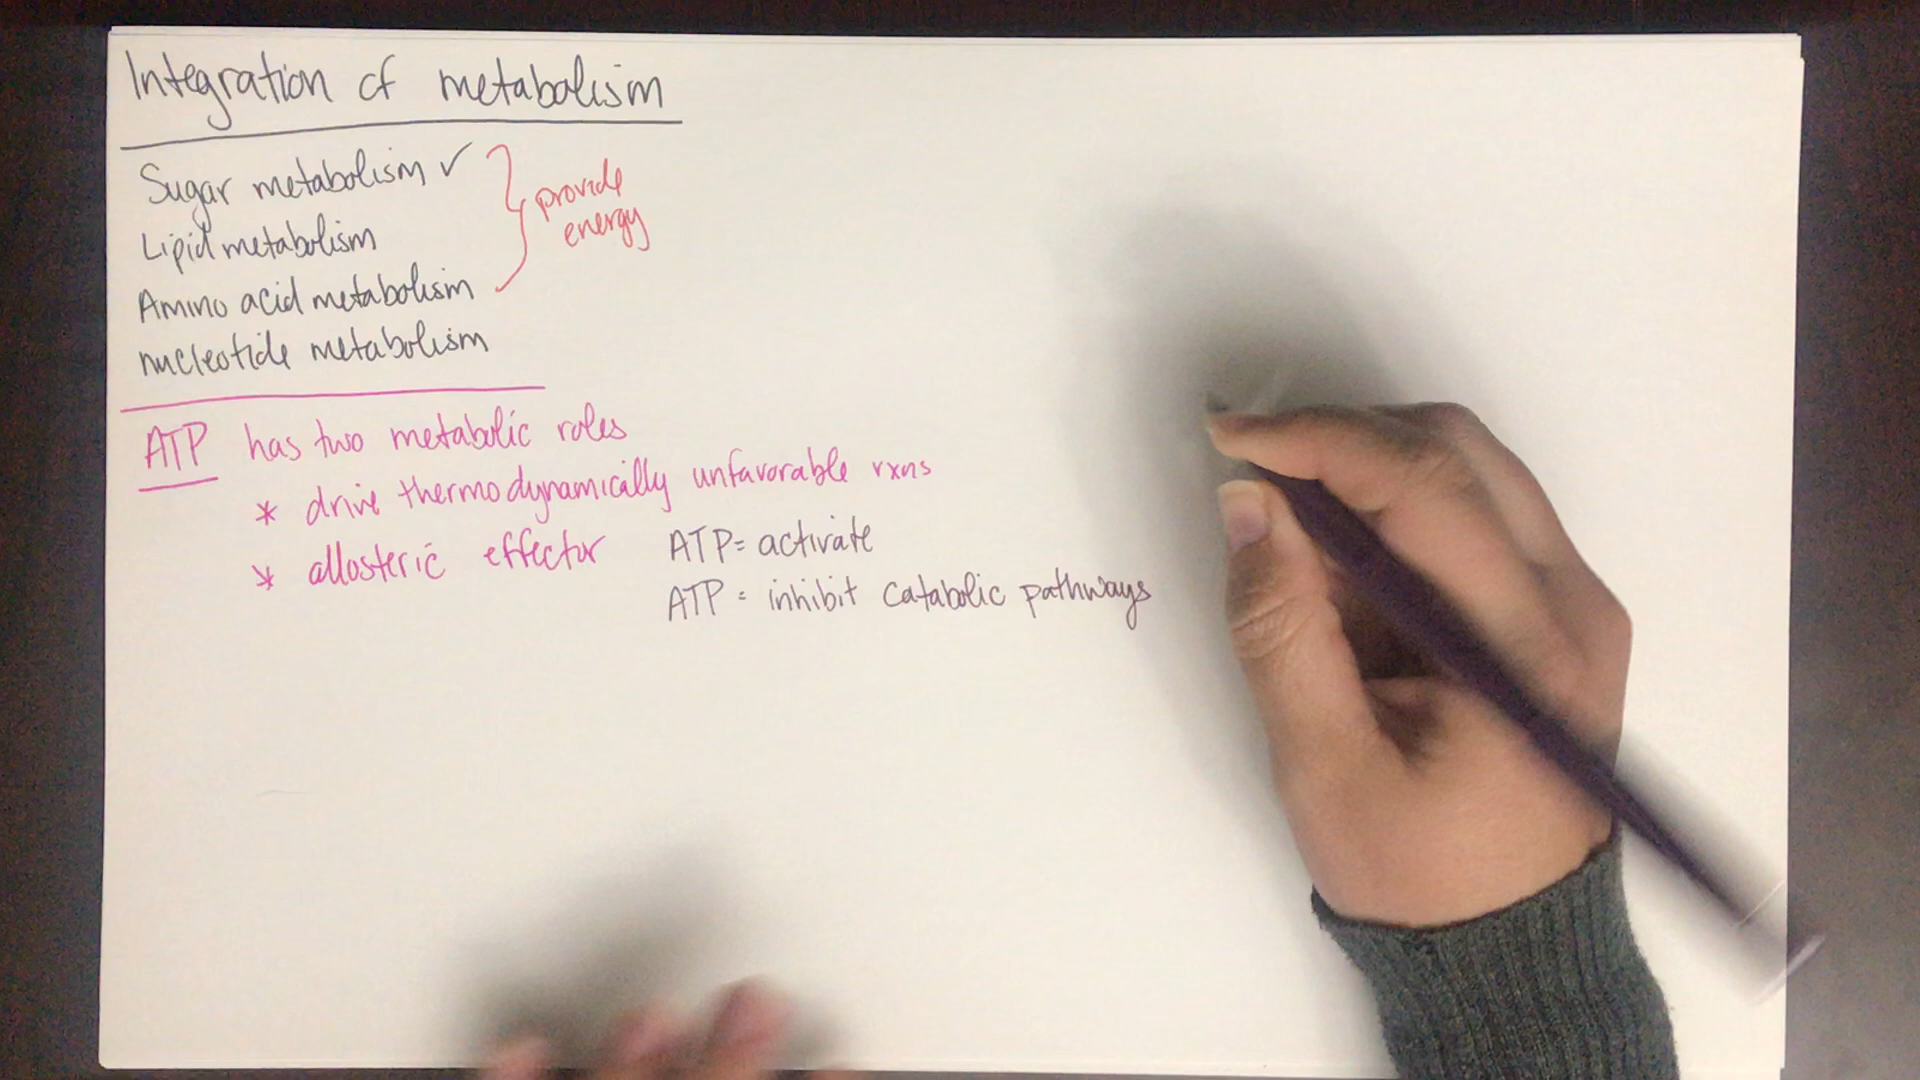 Integration of metabolism
Sugar metabolism ✓
Lipid metabolism
Amino acid metabolism
provide
energy
nucleotide metabolism
ATP has two metabolic roles
* drive thermodynamically unfavorable rxns
* allosteric effector ATP = activate
ATP = inhibit catabolic pathways